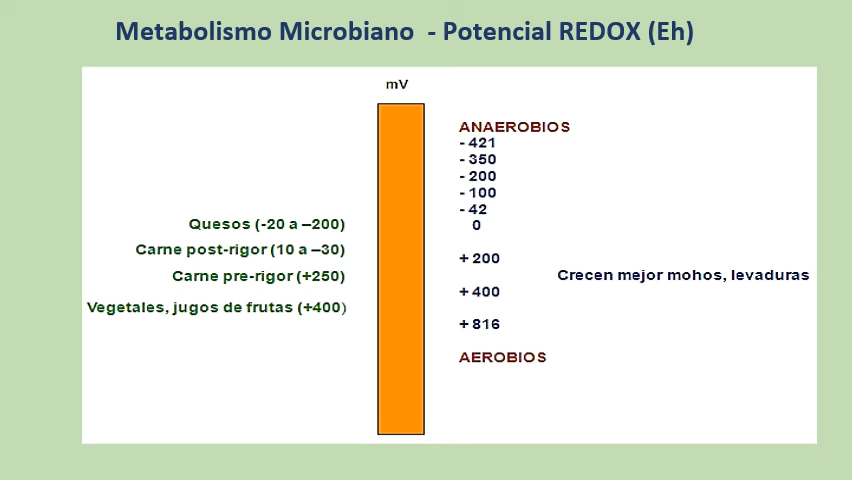 Metabolismo Microbiano - Potencial REDOX (Eh)
mV
ANAEROBIOS
- 421
- 350
- 200
- 100
- 42
0
+ 200
+ 400
+ 816
AEROBIOS
Quesos (-20 a –200)
Carne post-rigor (10 a –30)
Carne pre-rigor (+250)
Vegetales, jugos de frutas (+400)
Crecen mejor mohos, levaduras